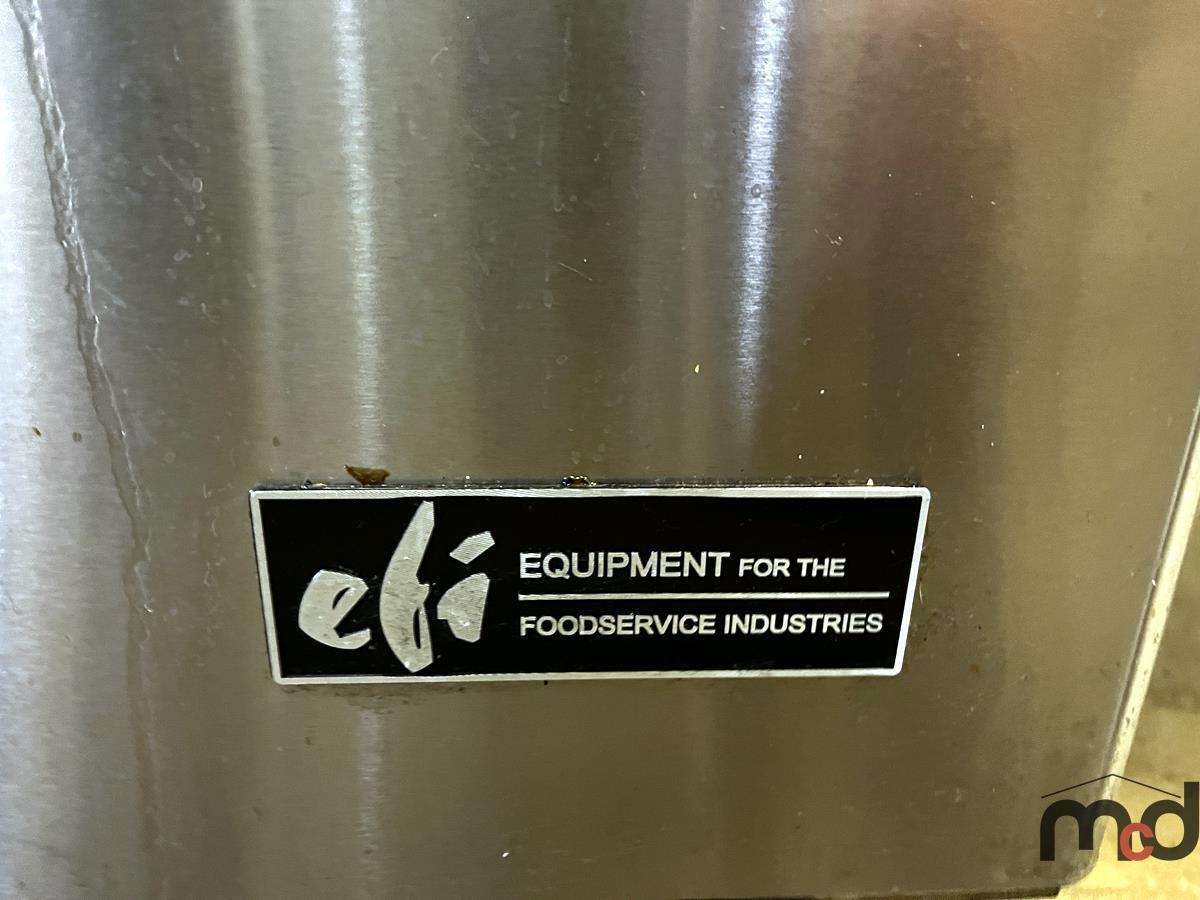 efi
EQUIPMENT FOR THE
FOODSERVICE INDUSTRIES
mcd